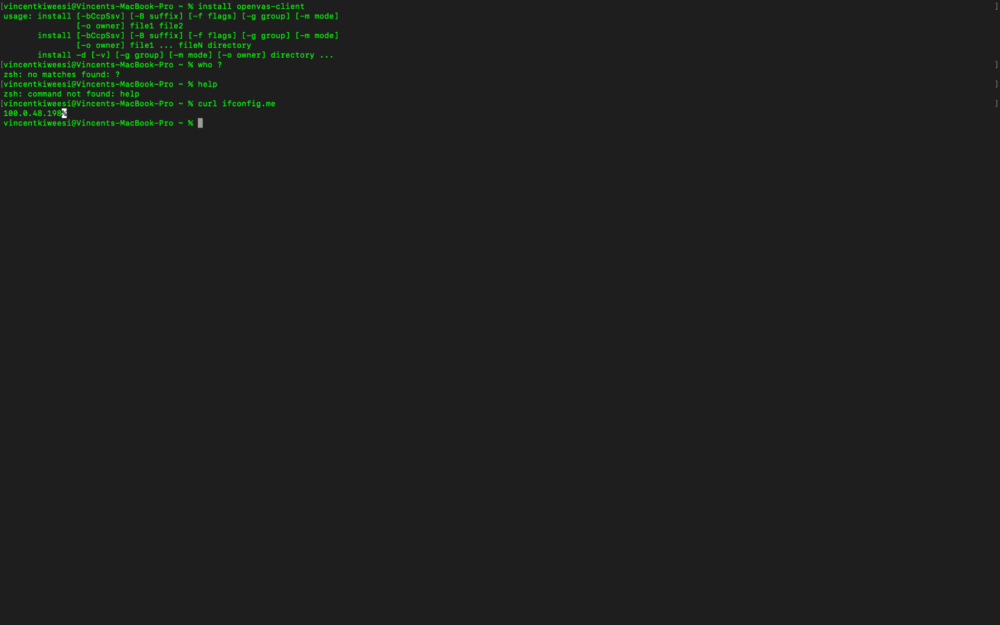 [vincentkiweesi@Vincents-MacBook-Pro ~ % install openvas-client ]
usage: install [-bCcpSsv] [-B suffix] [-f flags] [-g group] [-m mode]
               [-o owner] file1 file2
       install [-bCcpSsv] [-B suffix] [-f flags] [-g group] [-m mode]
               [-o owner] file1 ... fileN directory
       install -d [-v] [-g group] [-m mode] [-o owner] directory ...
[vincentkiweesi@Vincents-MacBook-Pro ~ % who ? ]
zsh: no matches found: ?
[vincentkiweesi@Vincents-MacBook-Pro ~ % help ]
zsh: command not found: help
[vincentkiweesi@Vincents-MacBook-Pro ~ % curl ifconfig.me ]
100.0.48.198%
vincentkiweesi@Vincents-MacBook-Pro ~ %